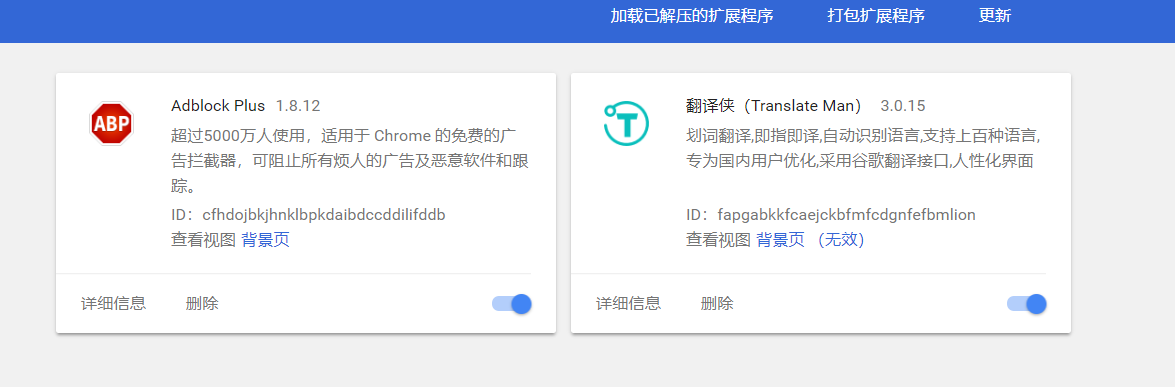 加载已解压的扩展程序 打包扩展程序 更新
ABP
Adblock Plus 1.8.12
超过5000万人使用，适用于 Chrome 的免费的广
告拦截器，可阻止所有烦人的广告及恶意软件和跟
踪。
ID：cfhdojbkjhnklbpkdaibdccddilifddb
查看视图 背景页
详细信息 删除
T
翻译侠（Translate Man） 3.0.15
划词翻译,即指即译,自动识别语言,支持上百种语言,
专为国内用户优化,采用谷歌翻译接口,人性化界面
ID：fapgabkkfcaejckbfmfcdgnfefbmlion
查看视图 背景页 （无效）
详细信息 删除